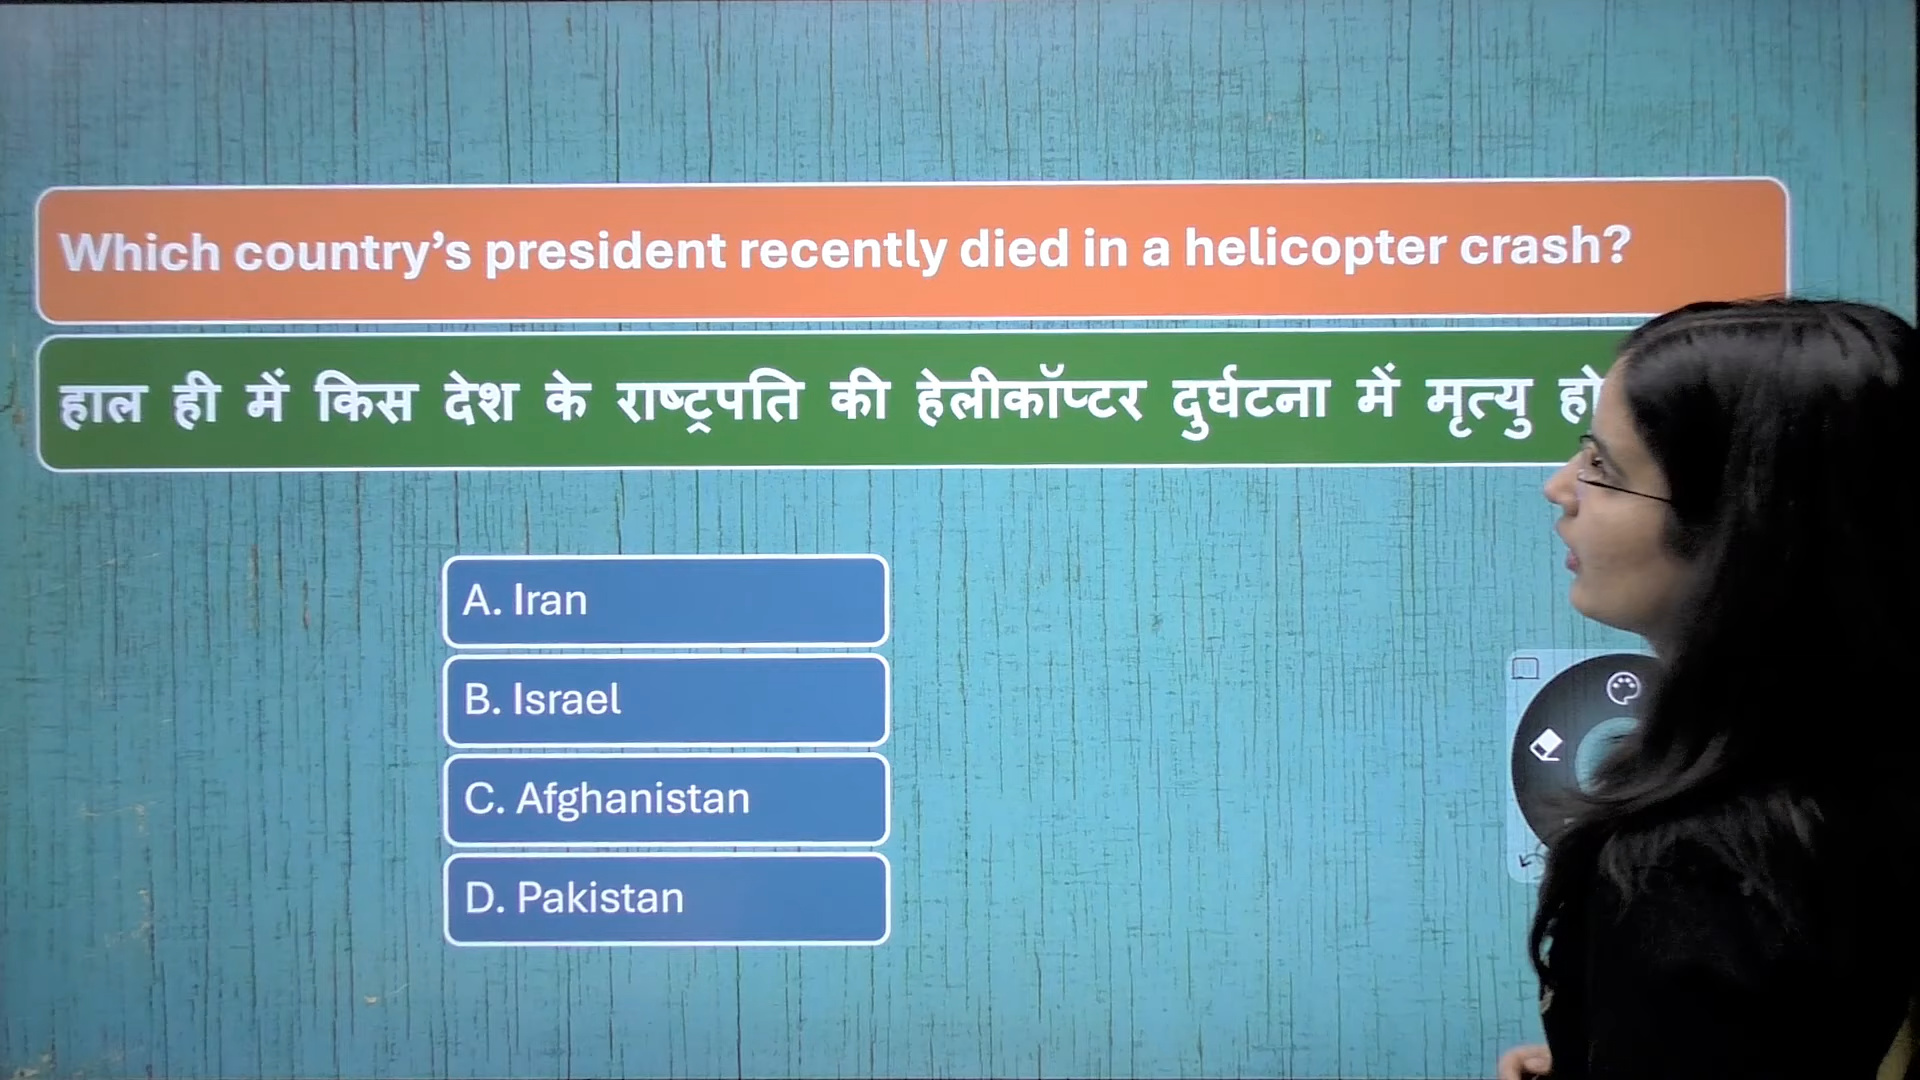 Which country’s president recently died in a helicopter crash?
हाल ही में किस देश के राष्ट्रपति की हेलीकॉप्टर दुर्घटना में मृत्यु हो
A. Iran
B. Israel
C. Afghanistan
D. Pakistan